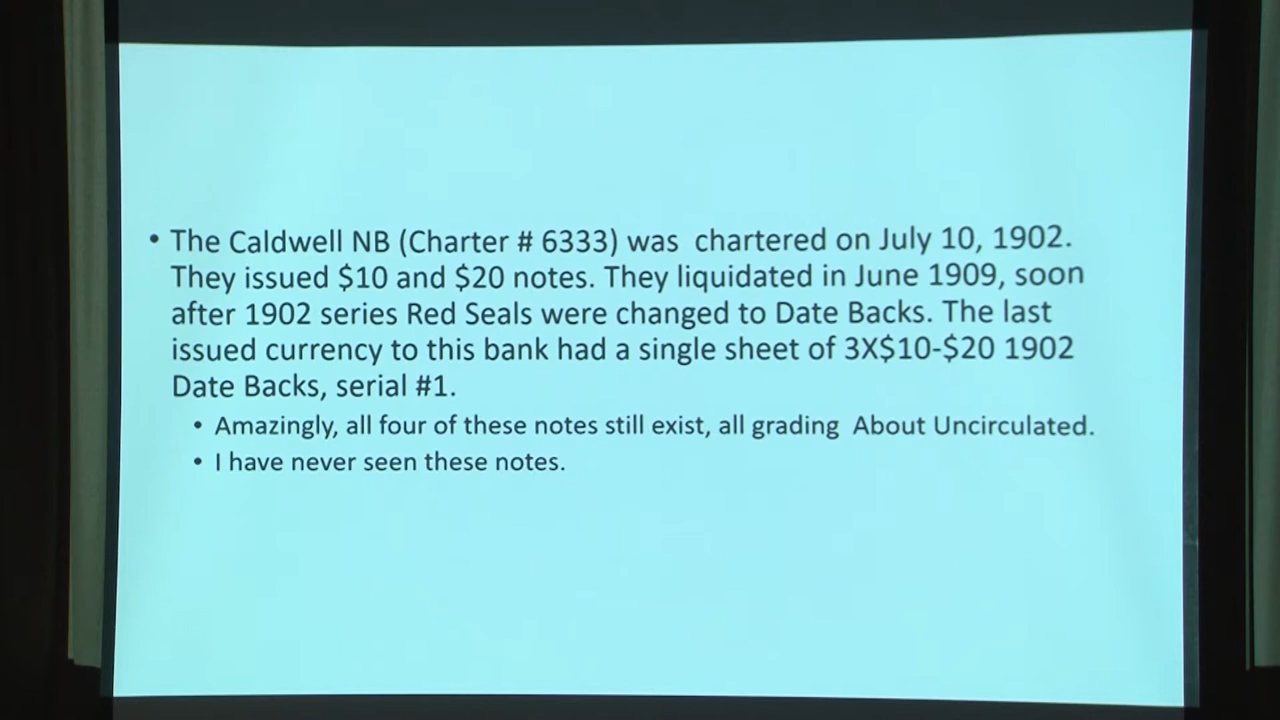 • The Caldwell NB (Charter # 6333) was  chartered on July 10, 1902.
They issued $10 and $20 notes. They liquidated in June 1909, soon
after 1902 series Red Seals were changed to Date Backs. The last
issued currency to this bank had a single sheet of 3X$10-$20 1902
Date Backs, serial #1.
• Amazingly, all four of these notes still exist, all grading  About Uncirculated.
• I have never seen these notes.